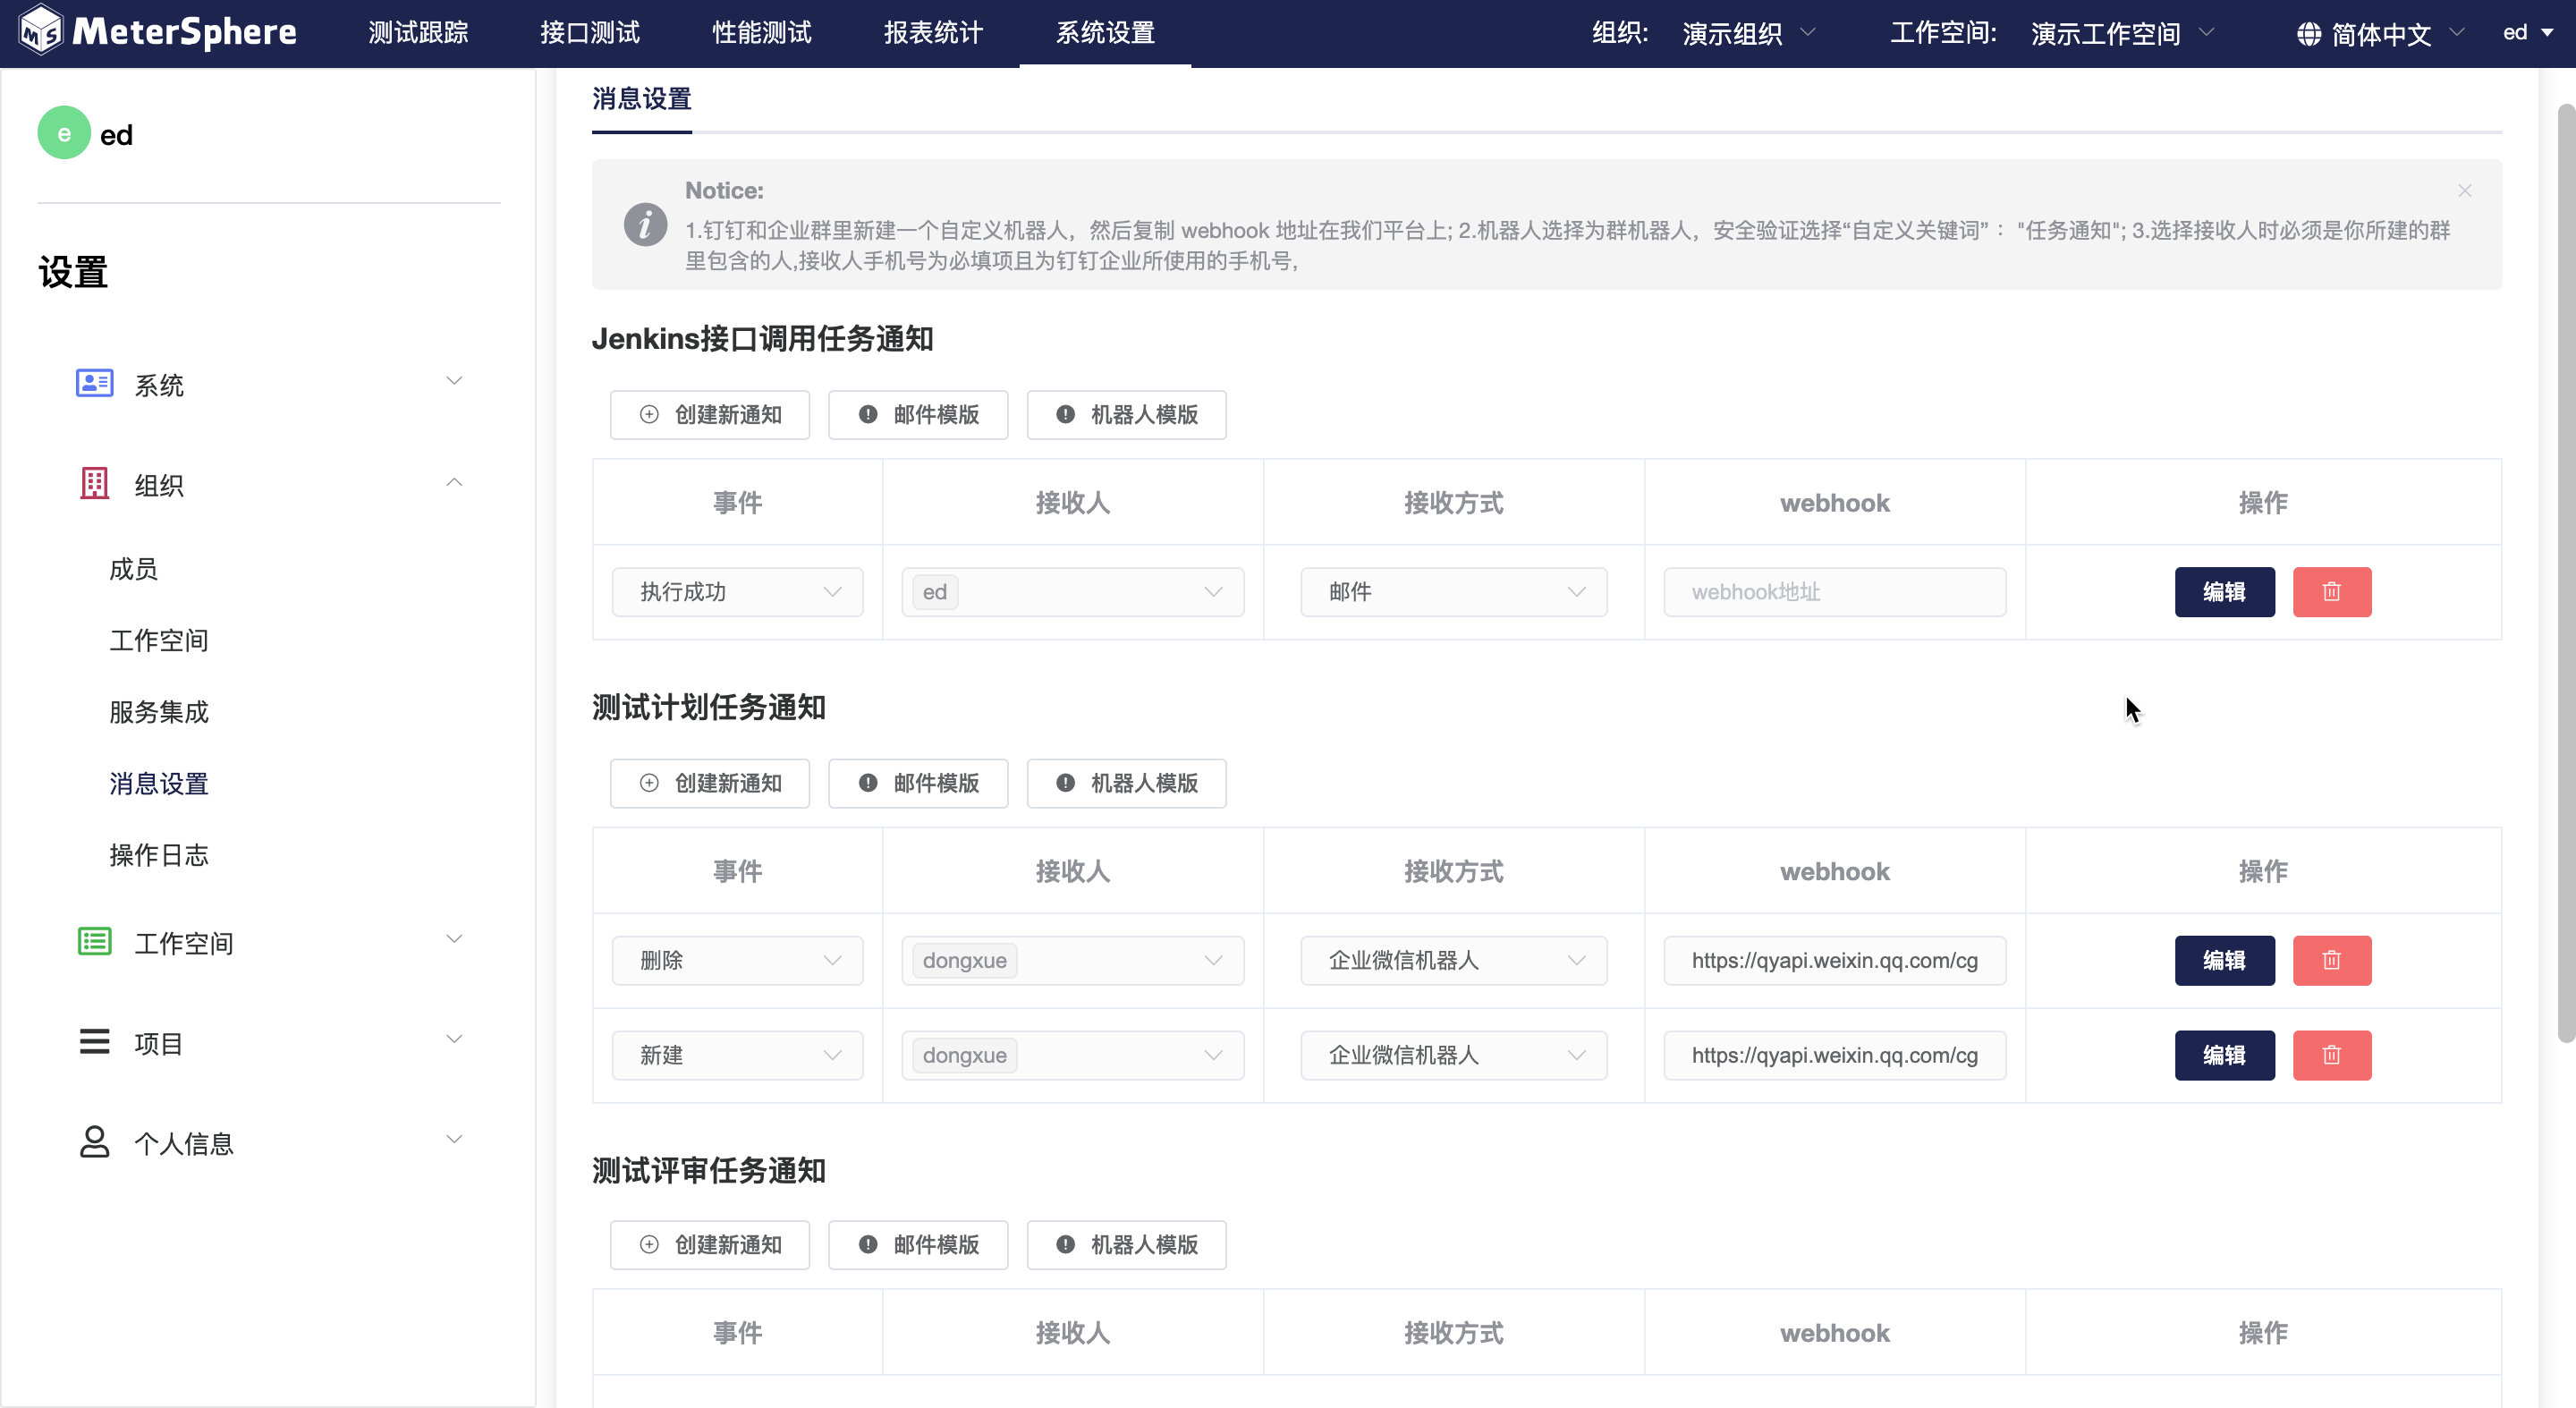 MeterSphere 测试跟踪 接口测试 性能测试 报表统计 系统设置 组织: 演示组织 工作空间: 演示工作空间 简体中文 ed
e ed
设置
系统
组织
成员
工作空间
服务集成
消息设置
操作日志
工作空间
项目
个人信息
消息设置
Notice:
1.钉钉和企业群里新建一个自定义机器人，然后复制 webhook 地址在我们平台上; 2.机器人选择为群机器人，安全验证选择“自定义关键词”： "任务通知"; 3.选择接收人时必须是你所建的群
里包含的人,接收人手机号为必填项且为钉钉企业所使用的手机号,
Jenkins接口调用任务通知
创建新通知 邮件模版 机器人模版
事件 接收人 接收方式 webhook 操作
执行成功 ed 邮件 webhook地址 编辑
测试计划任务通知
创建新通知 邮件模版 机器人模版
事件 接收人 接收方式 webhook 操作
删除 dongxue 企业微信机器人 https://qyapi.weixin.qq.com/cg 编辑
新建 dongxue 企业微信机器人 https://qyapi.weixin.qq.com/cg 编辑
测试评审任务通知
创建新通知 邮件模版 机器人模版
事件 接收人 接收方式 webhook 操作